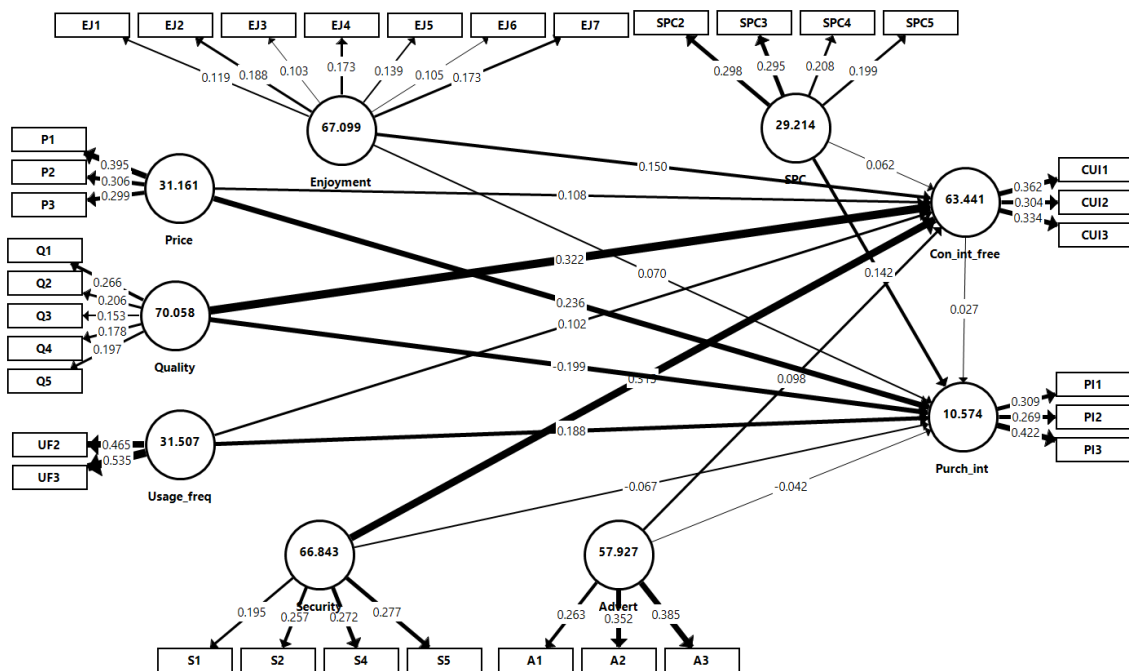 EJ1 EJ2 EJ3 EJ4 EJ5 EJ6 EJ7
SPC2 SPC3 SPC4 SPC5
0.119 0.188 0.103 0.173 0.139 0.105 0.173
0.298 0.295 0.208 0.199
67.099
Enjoyment
29.214
SPC
P1
P2
P3
0.395
0.306
0.299
31.161
Price
0.150
0.062
0.108
63.441
Con_int_free
CUI1
CUI2
CUI3
0.362
0.304
0.334
Q1
Q2
Q3
Q4
Q5
0.266
0.206
0.153
0.178
0.197
70.058
Quality
0.322
0.070
0.142
0.236
0.102
0.027
-0.199
0.098
UF2
UF3
0.465
0.535
31.507
Usage_freq
0.188
10.574
Purch_int
PI1
PI2
PI3
0.309
0.269
0.422
-0.067
-0.042
66.843
Security
57.927
Advert
0.195 0.257 0.272 0.277
0.263 0.352 0.385
S1 S2 S4 S5
A1 A2 A3